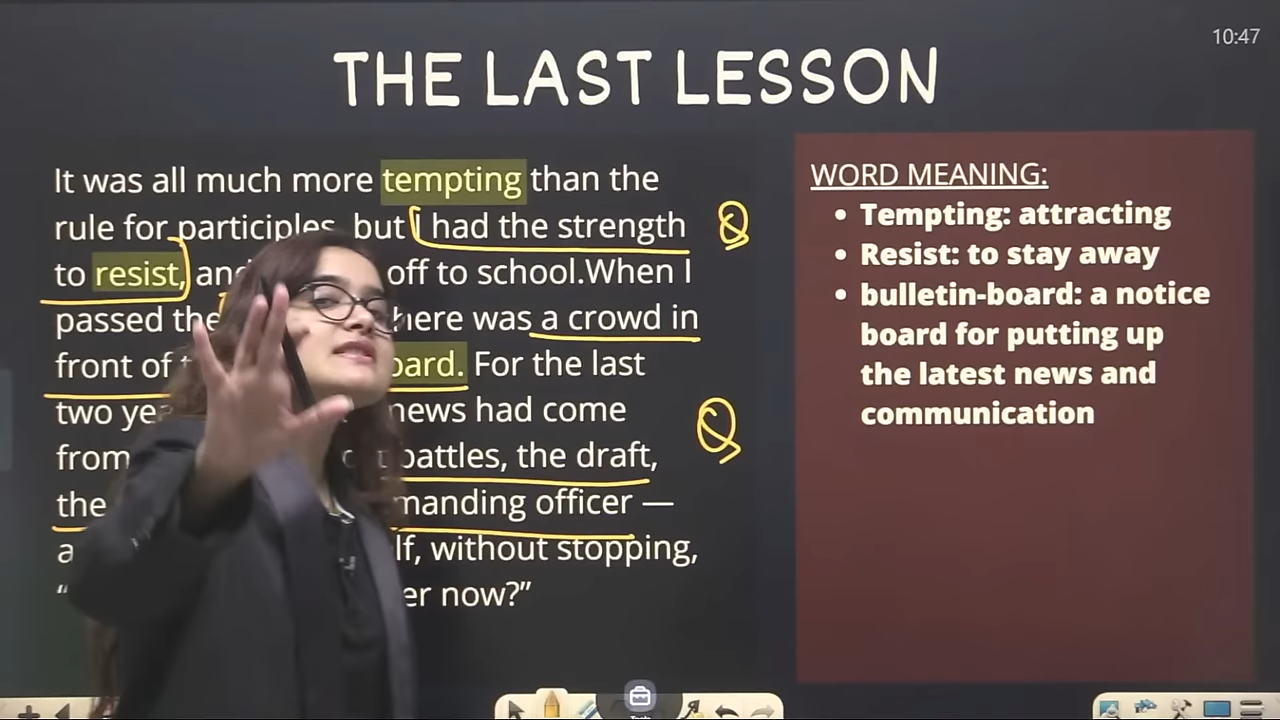 10:47
THE LAST LESSON
It was all much more tempting than the
rule for participles, but I had the strength
to resist, and off to school.When I
passed the here was a crowd in
front of oard. For the last
two yea news had come
from battles, the draft,
the manding officer —
a lf, without stopping,
“ er now?”
Q
Q
WORD MEANING:
• Tempting: attracting
• Resist: to stay away
• bulletin-board: a notice
board for putting up
the latest news and
communication